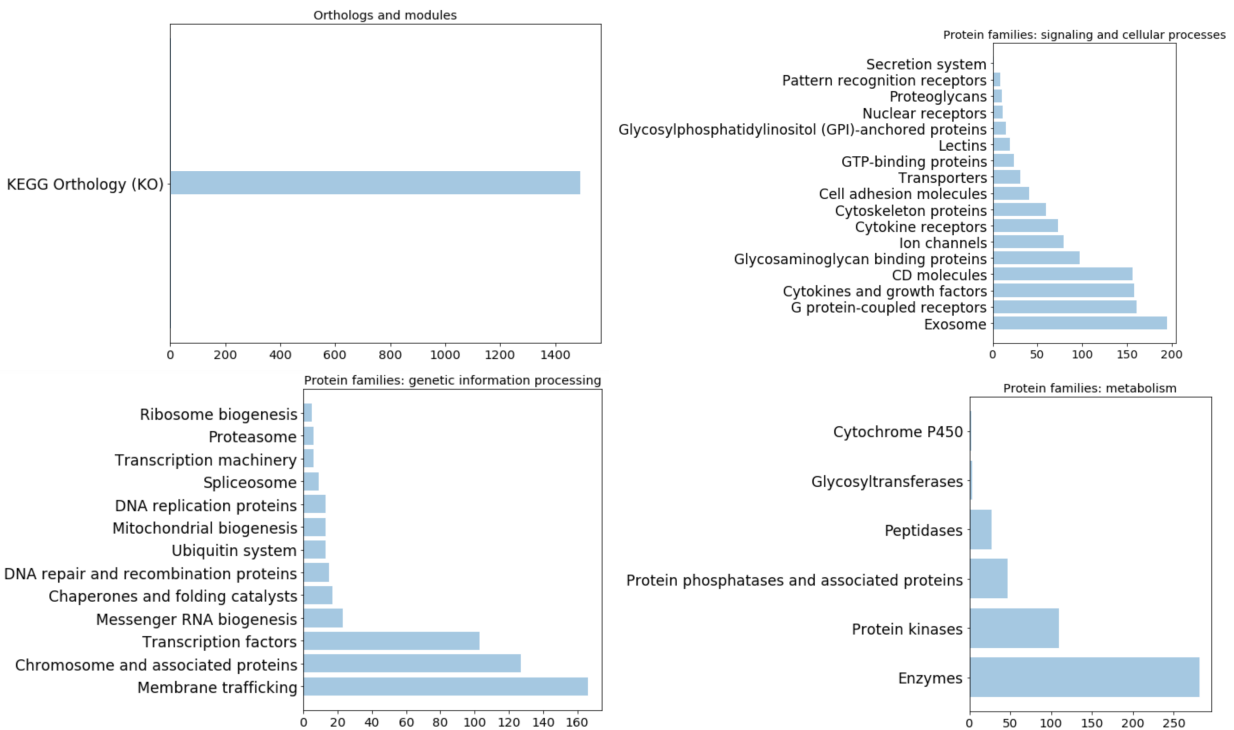 Orthologs and modules
KEGG Orthology (KO)
0 200 400 600 800 1000 1200 1400
Protein families: signaling and cellular processes
Secretion system
Pattern recognition receptors
Proteoglycans
Nuclear receptors
Glycosylphosphatidylinositol (GPI)-anchored proteins
Lectins
GTP-binding proteins
Transporters
Cell adhesion molecules
Cytoskeleton proteins
Cytokine receptors
Ion channels
Glycosaminoglycan binding proteins
CD molecules
Cytokines and growth factors
G protein-coupled receptors
Exosome
0 50 100 150 200
Protein families: genetic information processing
Ribosome biogenesis
Proteasome
Transcription machinery
Spliceosome
DNA replication proteins
Mitochondrial biogenesis
Ubiquitin system
DNA repair and recombination proteins
Chaperones and folding catalysts
Messenger RNA biogenesis
Transcription factors
Chromosome and associated proteins
Membrane trafficking
0 20 40 60 80 100 120 140 160
Protein families: metabolism
Cytochrome P450
Glycosyltransferases
Peptidases
Protein phosphatases and associated proteins
Protein kinases
Enzymes
0 50 100 150 200 250